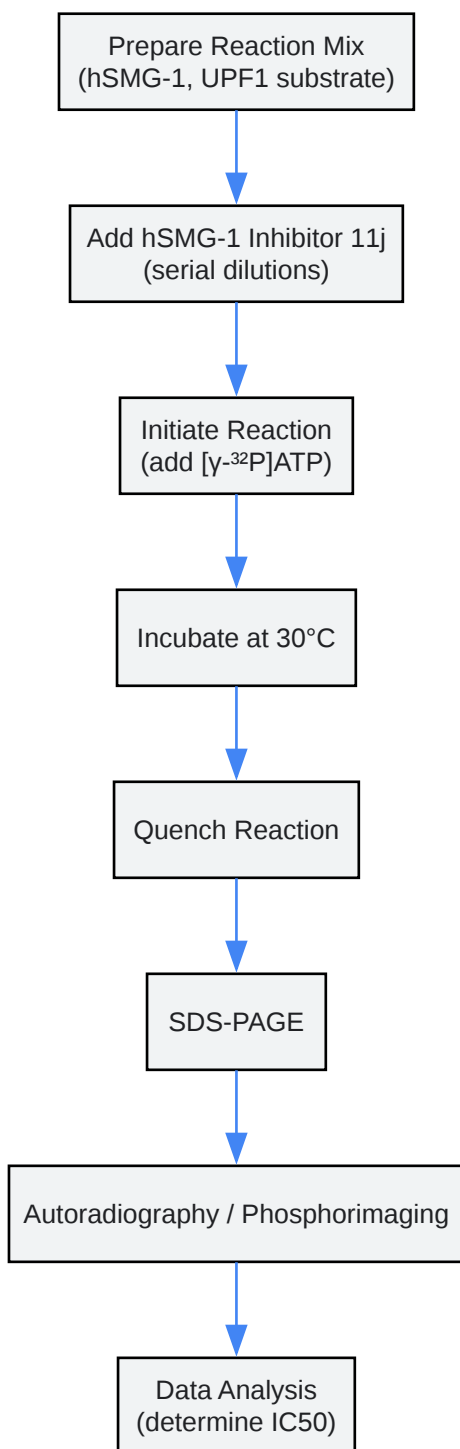 Prepare Reaction Mix
(hSMG-1, UPF1 substrate)
Add hSMG-1 Inhibitor 11j
(serial dilutions)
Initiate Reaction
(add [γ-³²P]ATP)
Incubate at 30°C
Quench Reaction
SDS-PAGE
Autoradiography / Phosphorimaging
Data Analysis
(determine IC50)